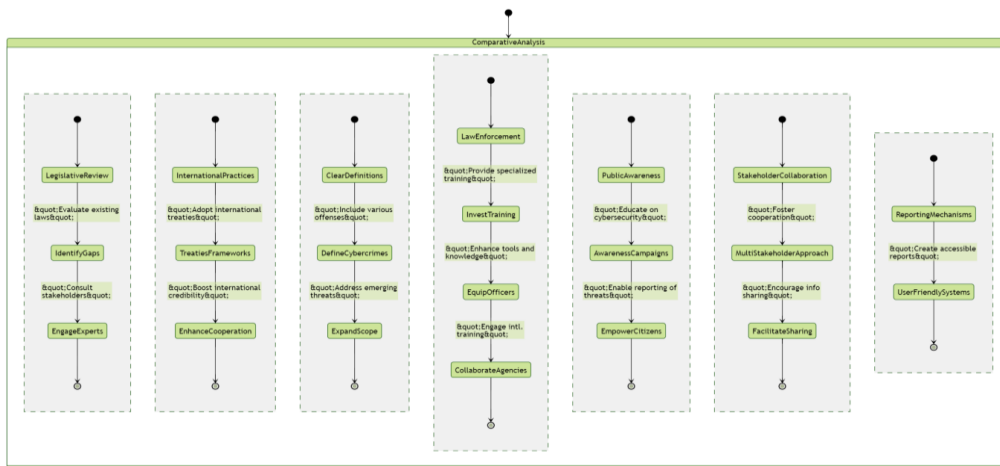 ComparativeAnalysis
LegislativeReview
&quot;Evaluate existing
laws&quot;
IdentifyGaps
&quot;Consult
stakeholders&quot;
EngageExperts
InternationalPractices
&quot;Adopt international
treaties&quot;
TreatiesFrameworks
&quot;Boost international
credibility&quot;
EnhanceCooperation
ClearDefinitions
&quot;Include various
offenses&quot;
DefineCybercrimes
&quot;Address emerging
threats&quot;
ExpandScope
LawEnforcement
&quot;Provide specialized
training&quot;
InvestTraining
&quot;Enhance tools and
knowledge&quot;
EquipOfficers
&quot;Engage intl.
training&quot;
CollaborateAgencies
PublicAwareness
&quot;Educate on
cybersecurity&quot;
AwarenessCampaigns
&quot;Enable reporting of
threats&quot;
EmpowerCitizens
StakeholderCollaboration
&quot;Foster
cooperation&quot;
MultiStakeholderApproach
&quot;Encourage info
sharing&quot;
FacilitateSharing
ReportingMechanisms
&quot;Create accessible
reports&quot;
UserFriendlySystems